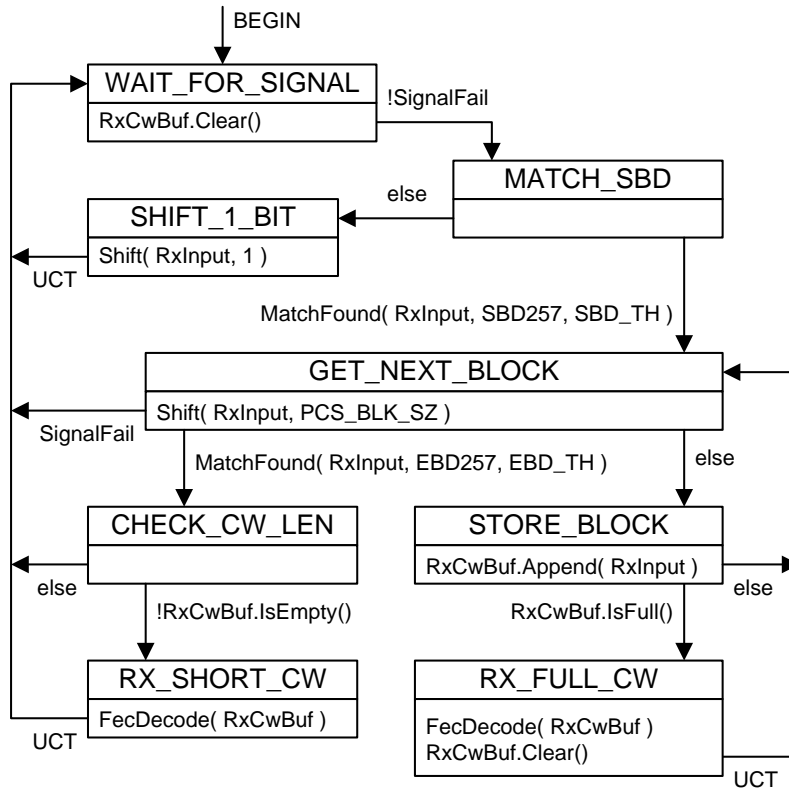 BEGIN
WAIT_FOR_SIGNAL
RxCwBuf.Clear()
!SignalFail
MATCH_SBD
else
SHIFT_1_BIT
Shift( RxInput, 1 )
UCT
MatchFound( RxInput, SBD257, SBD_TH )
GET_NEXT_BLOCK
Shift( RxInput, PCS_BLK_SZ )
SignalFail
MatchFound( RxInput, EBD257, EBD_TH )
else
CHECK_CW_LEN
STORE_BLOCK
RxCwBuf.Append( RxInput )
else
else
!RxCwBuf.IsEmpty()
RxCwBuf.IsFull()
RX_SHORT_CW
RX_FULL_CW
FecDecode( RxCwBuf )
FecDecode( RxCwBuf )
RxCwBuf.Clear()
UCT
UCT